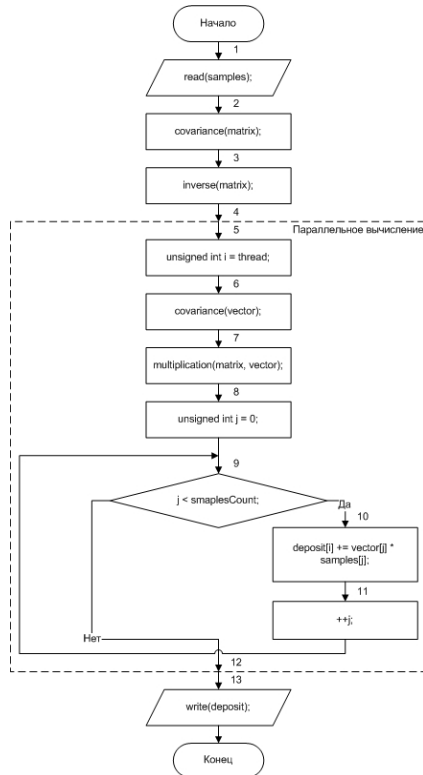 Начало
1
read(samples);
2
covariance(matrix);
3
inverse(matrix);
4
5
Параллельное вычисление
unsigned int i = thread;
6
covariance(vector);
7
multiplication(matrix, vector);
8
unsigned int j = 0;
9
j < smaplesCount;
Да
10
deposit[i] += vector[j] *
samples[j];
11
++j;
Нет
12
13
write(deposit);
Конец